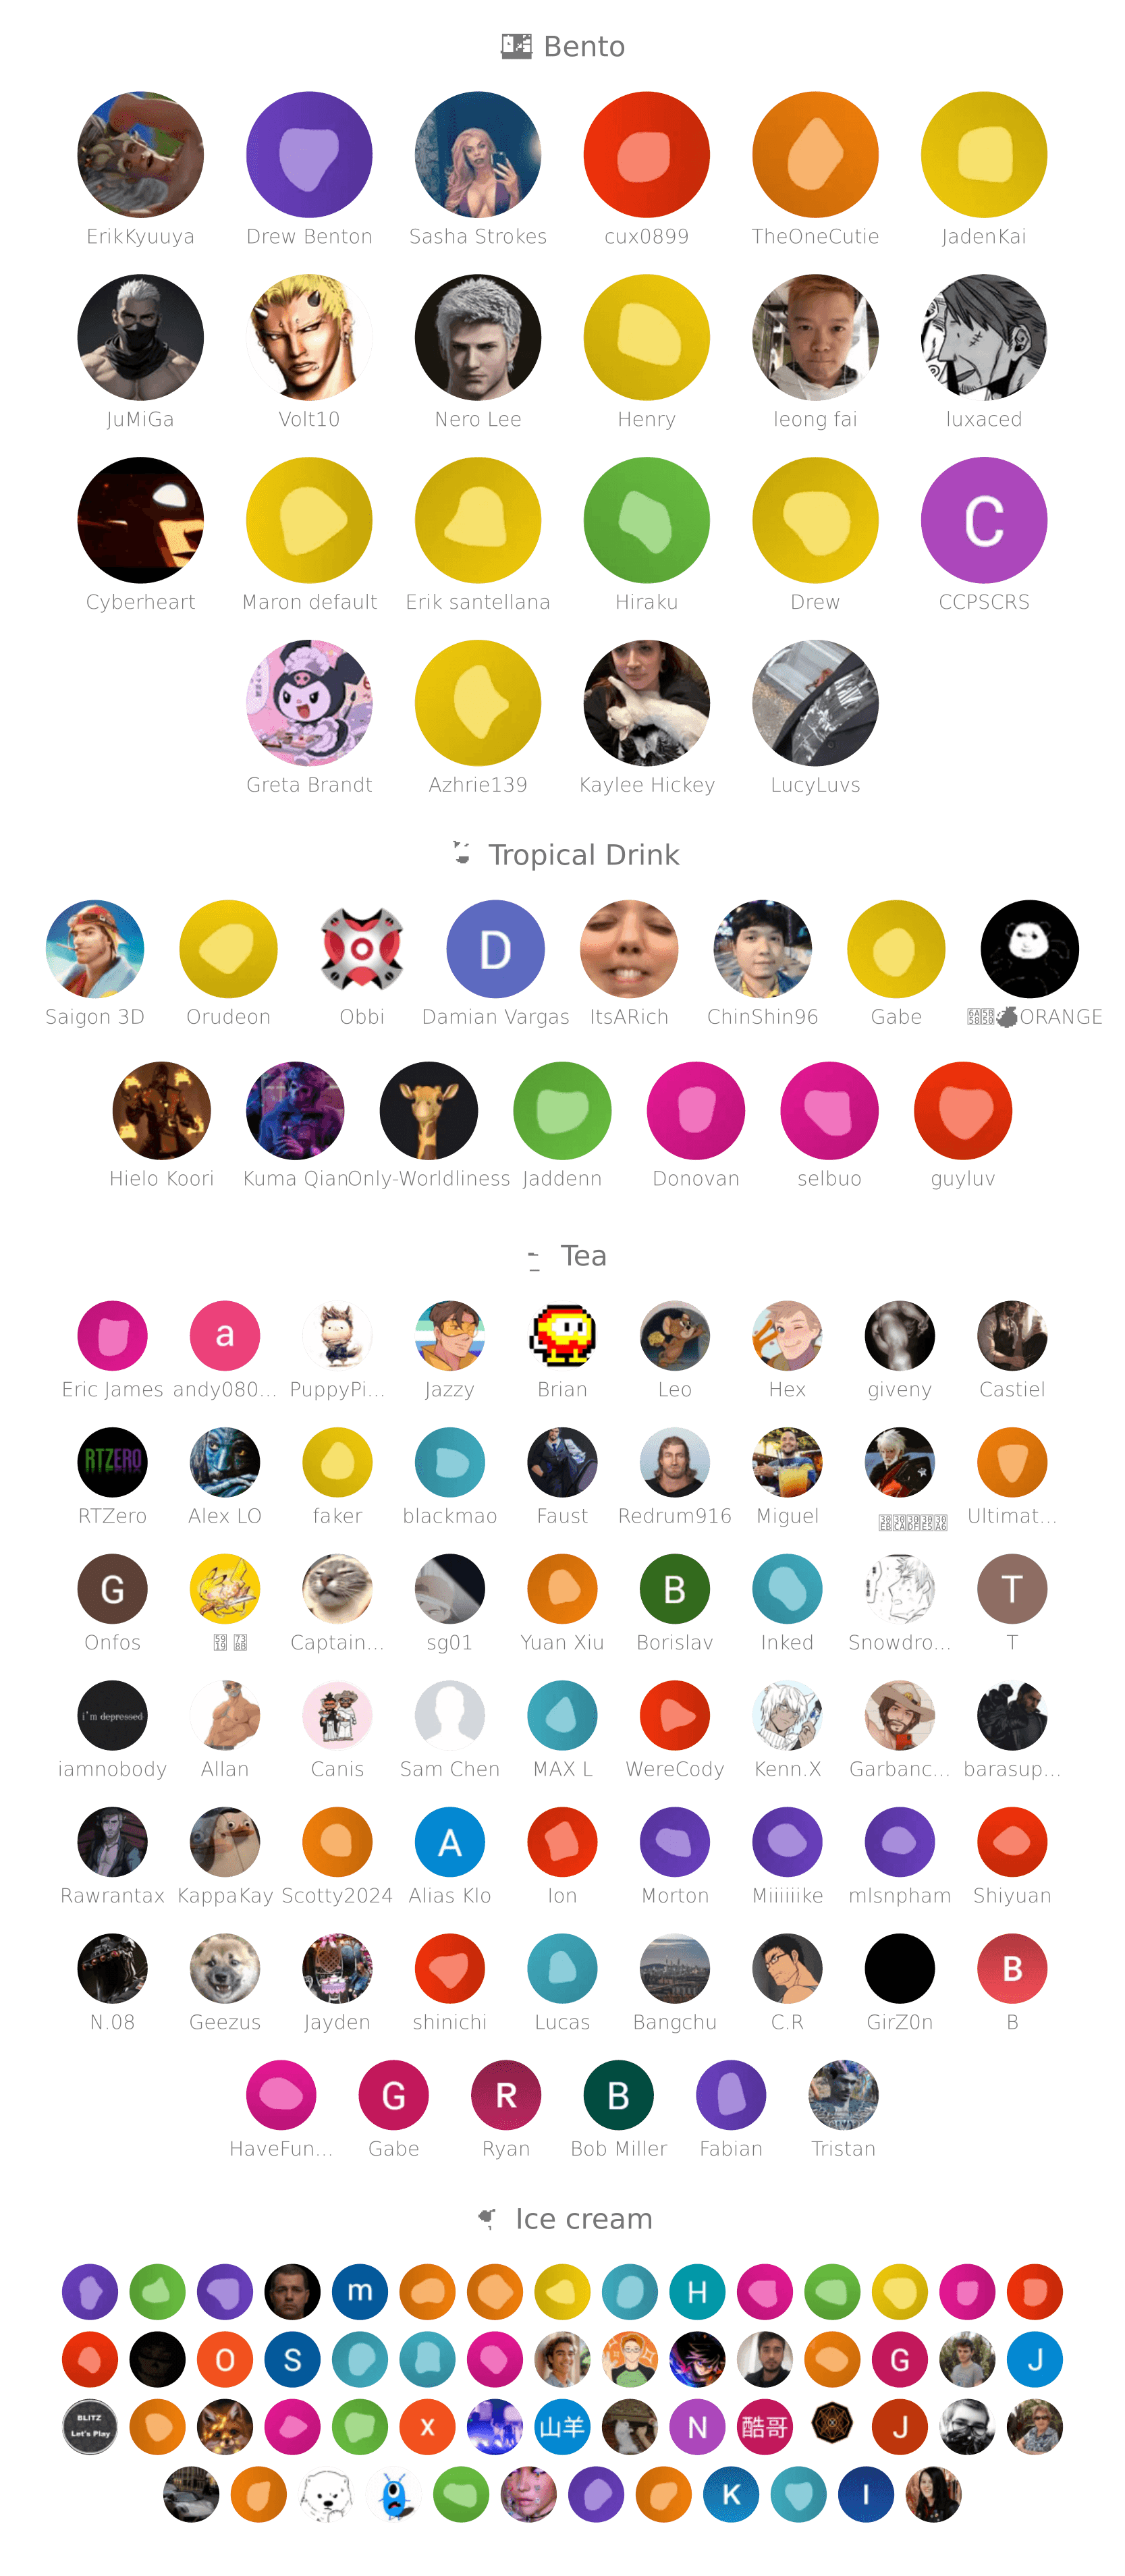 Bento
ErikKyuuya Drew Benton Sasha Strokes cux0899 TheOneCutie JadenKai
JuMiGa Volt10 Nero Lee Henry leong fai luxaced
C
Cyberheart Maron default Erik santellana Hiraku Drew CCPSCRS
Greta Brandt Azhrie139 Kaylee Hickey LucyLuvs
Tropical Drink
D
Saigon 3D Orudeon Obbi Damian Vargas ItsARich ChinShin96 Gabe ORANGE
Hielo Koori Kuma Qian Only-Worldliness Jaddenn Donovan selbuo guyluv
Tea
a
Eric James andy080... PuppyPi... Jazzy Brian Leo Hex giveny Castiel
RTZERO
RTZero Alex LO faker blackmao Faust Redrum916 Miguel Ultimat...
G B T
Onfos Captain... sg01 Yuan Xiu Borislav Inked Snowdro... T
i'm depressed
iamnobody Allan Canis Sam Chen MAX L WereCody Kenn.X Garbanc... barasup...
A
Rawrantax KappaKay Scotty2024 Alias Klo Ion Morton Miiiiiike mlsnpham Shiyuan
B
N.08 Geezus Jayden shinichi Lucas Bangchu C.R GirZ0n B
G R B
HaveFun... Gabe Ryan Bob Miller Fabian Tristan
Ice cream
m H
O S G J
BLITZ
Let's Play x 山羊 N 酷哥 J
K I